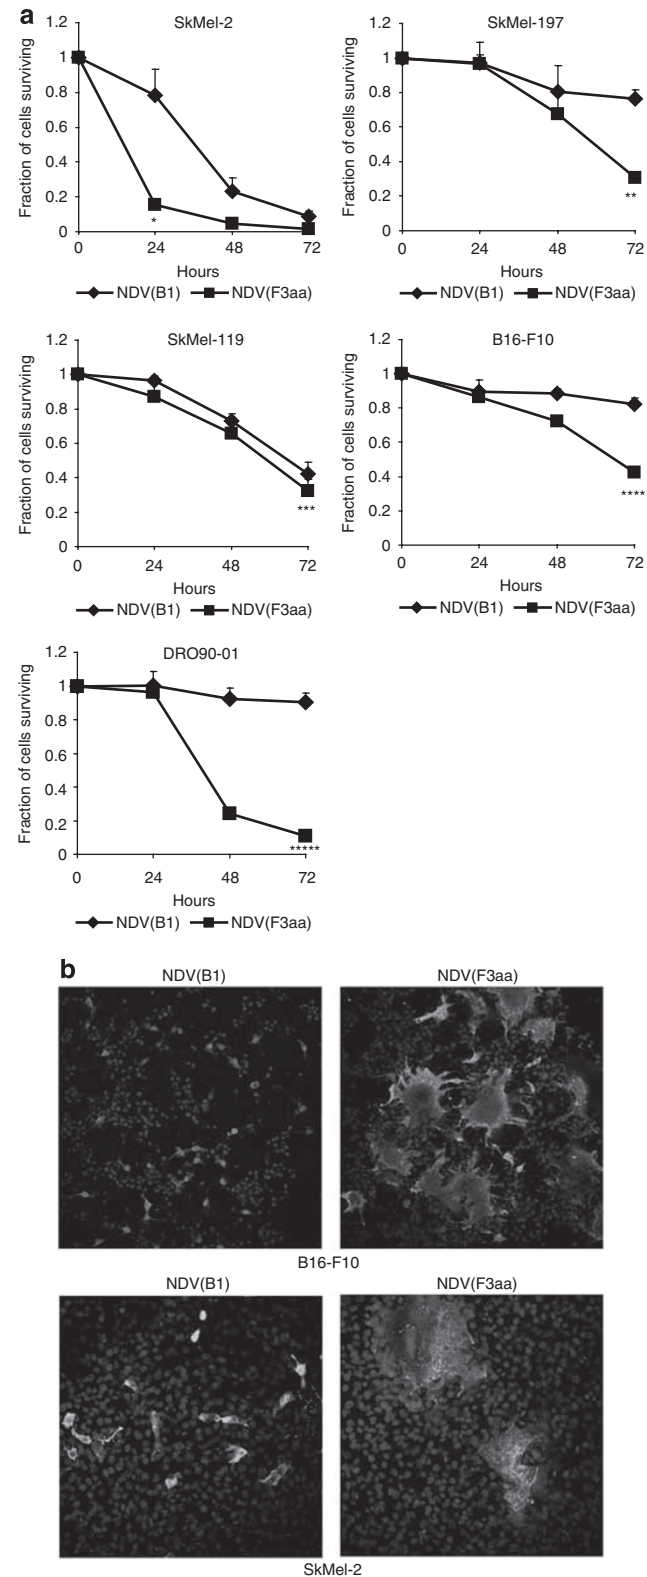 a
SkMel-2
1.2
1
0.8
0.6
0.4
0.2
0
Fraction of cells surviving
*
0 24 48 72
Hours
NDV(B1) NDV(F3aa)
SkMel-197
1.2
1
0.8
0.6
0.4
0.2
0
Fraction of cells surviving
**
0 24 48 72
Hours
NDV(B1) NDV(F3aa)
SkMel-119
1.2
1
0.8
0.6
0.4
0.2
0
Fraction of cells surviving
***
0 24 48 72
Hours
NDV(B1) NDV(F3aa)
B16-F10
1.2
1
0.8
0.6
0.4
0.2
0
Fraction of cells surviving
****
0 24 48 72
Hours
NDV(B1) NDV(F3aa)
DRO90-01
1.2
1
0.8
0.6
0.4
0.2
0
Fraction of cells surviving
*****
0 24 48 72
Hours
NDV(B1) NDV(F3aa)
b
NDV(B1) NDV(F3aa)
B16-F10
NDV(B1) NDV(F3aa)
SkMel-2